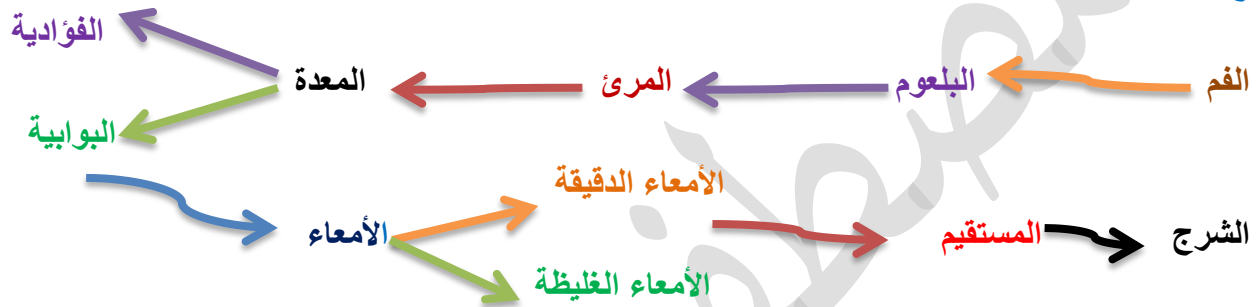 الفؤادية
الفم
البلعوم
المرئ
المعدة
البوابية
الأمعاء الدقيقة
الأمعاء
المستقيم
الشرج
الأمعاء الغليظة